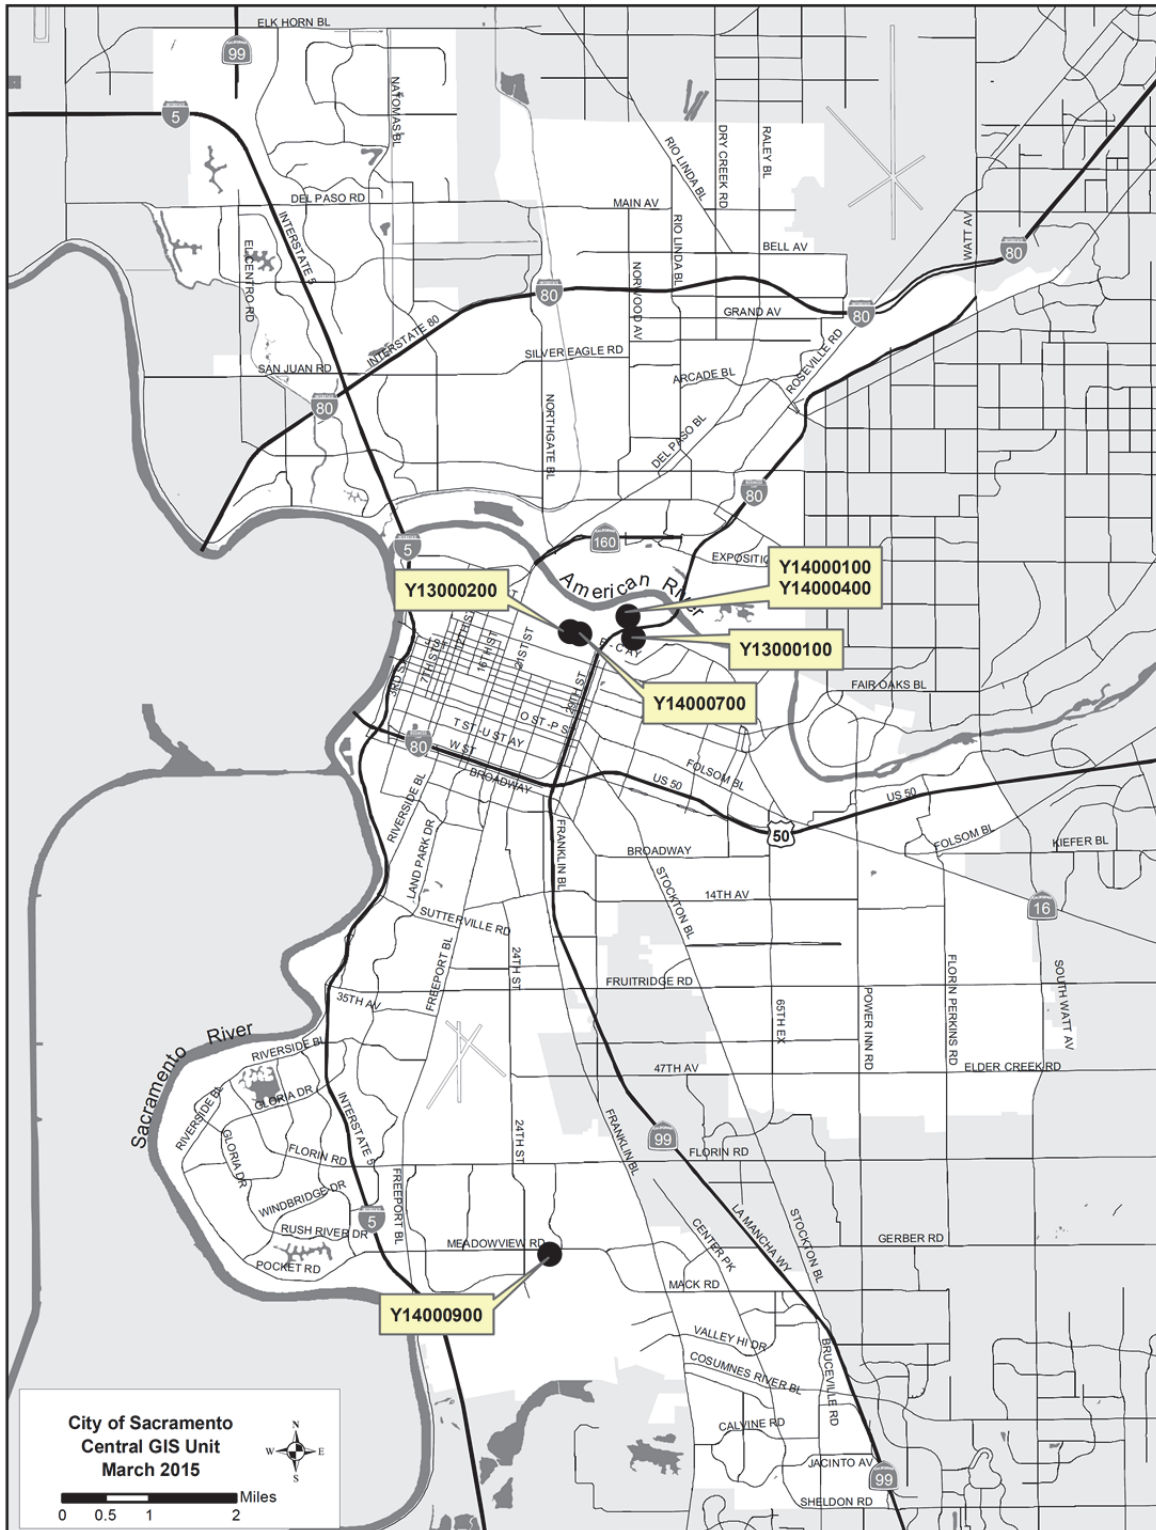 ELK HORN BL
99
5
NATOMAS BL
RIO LINDA BL
DRY CREEK RD
RALEY BL
DEL PASO RD
MAIN AV
INTERSTATE 5
EL CENTRO RD
RIO LINDA BL
NORWOOD AV
BELL AV
WATT AV
80
80
GRAND AV
80
INTERSTATE 80
SILVER EAGLE RD
SAN JUAN RD
ARCADE BL
ROSEVILLE RD
80
NORTHGATE BL
DEL PASO BL
80
5
160
Y14000100
Y14000400
Y13000200
American River
Y13000100
12TH ST
16TH ST
21ST ST
3RD ST
29TH ST
FAIR OAKS BL
Y14000700
O ST -P S
T ST -U ST AY
W ST
80
BROADWAY
FOLSOM BL
US 50
US 50
RIVERSIDE BL
50
FOLSOM BL
KIEFER BL
LAND PARK DR
FRANKLIN BL
BROADWAY
STOCKTON BL
14TH AV
16
SUTTERVILLE RD
FREEPORT BL
24TH ST
FRUITRIDGE RD
35TH AV
65TH EX
POWER INN RD
FLORIN PERKINS RD
SOUTH WATT AV
Sacramento River
RIVERSIDE BL
47TH AV
ELDER CREEK RD
RIVERSIDE BL
GLORIA DR
INTERSTATE 5
GLORIA DR
24TH ST
FRANKLIN BL
99
FLORIN RD
FLORIN RD
FREEPORT BL
WINDBRIDGE DR
5
RUSH RIVER DR
CENTER PK
LA MANCHA WY
STOCKTON BL
MEADOWVIEW RD
GERBER RD
POCKET RD
MACK RD
Y14000900
VALLEY HI DR
BRUCEVILLE RD
COSUMNES RIVER BL
CALVINE RD
JACINTO AV
99
SHELDON RD
City of Sacramento
Central GIS Unit
March 2015
N
W E
S
Miles
0 0.5 1 2